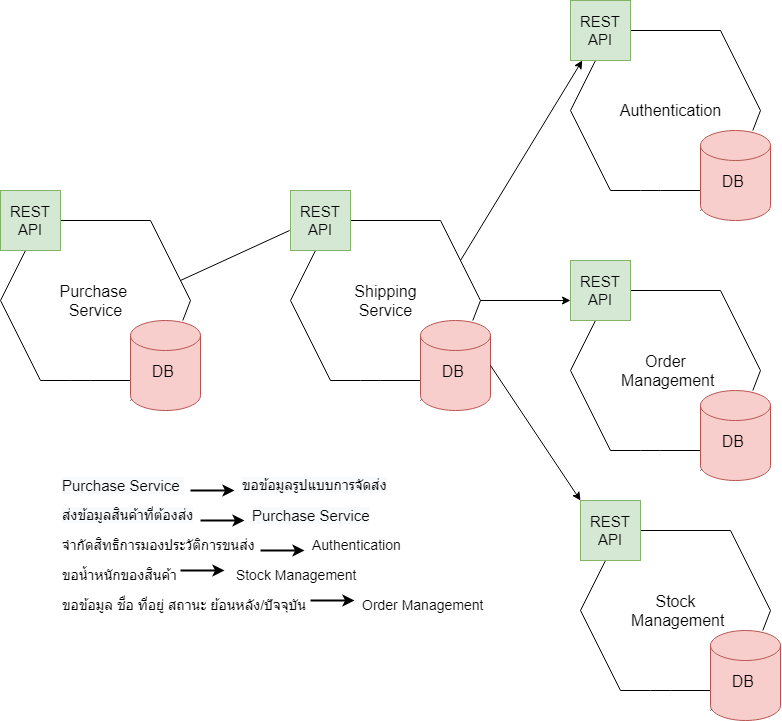 REST
API
Authentication
DB
REST
API
Purchase
Service
DB
REST
API
Shipping
Service
DB
REST
API
Order
Management
DB
Purchase Service ขอข้อมูลรูปแบบการจัดส่ง
ส่งข้อมูลสินค้าที่ต้องส่ง Purchase Service
จำกัดสิทธิการมองประวัติการขนส่ง Authentication
ขอน้ำหนักของสินค้า Stock Management
ขอข้อมูล ชื่อ ที่อยู่ สถานะ ย้อนหลัง/ปัจจุบัน Order Management
REST
API
Stock
Management
DB